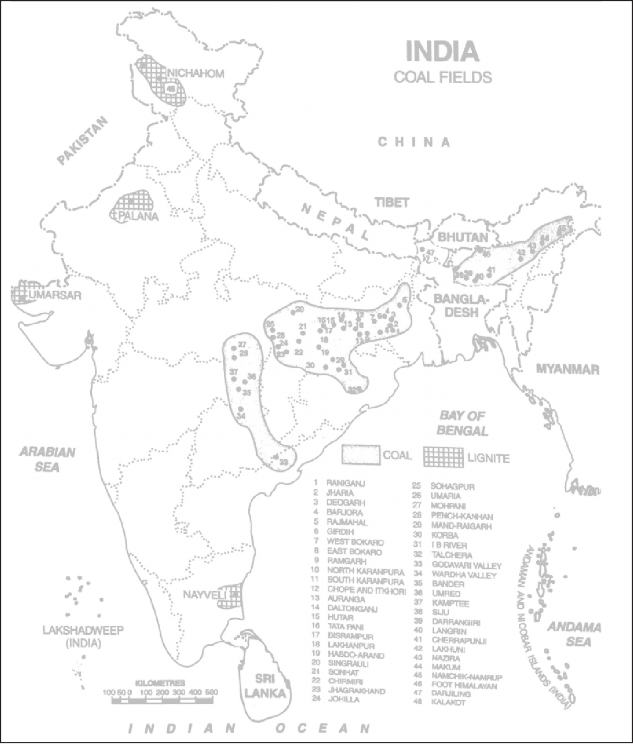 INDIA
COAL FIELDS
NICHAHOM
PAKISTAN
CHINA
TIBET
NEPAL
PALANA
BHUTAN
UMARSAR
BANGLA-
DESH
MYANMAR
ARABIAN
SEA
BAY OF
BENGAL
COAL
LIGNITE
1 RANIGANJ
2 JHARIA
3 DEOGARH
4 BARJORA
5 RAJMAHAL
6 GIRDIH
7 WEST BOKARO
8 EAST BOKARO
9 RAMGARH
10 NORTH KARANPURA
11 SOUTH KARANPURA
12 CHOPE AND ITKHORI
13 AURANGA
14 DALTONGANJ
15 HUTAR
16 TATA PANI
17 BISRAMPUR
18 LAKHANPUR
19 HASDO-ARAND
20 SINGRAULI
21 SONHAT
22 CHIRMIRI
23 JHAGRAKHAND
24 JOHILLA
25 SOHAGPUR
26 UMARIA
27 MOHPANI
28 PENCH-KANHAN
29 MAND-RAIGARH
30 KORBA
31 I B RIVER
32 TALCHERA
33 GODAVARI VALLEY
34 WARDHA VALLEY
35 BANDER
36 UMRED
37 KAMPTEE
38 SIJU
39 DARRANGIRI
40 LANGRIN
41 CHERRAPUNJI
42 LAKHUNI
43 NAZIRA
44 MAKUM
45 NAMCHIK-NAMRUP
46 FOOT HIMALAYAN
47 DARJILING
48 KALAKOT
NAYVELI
LAKSHADWEEP
(INDIA)
ANDAMAN AND NICOBAR ISLANDS (INDIA)
ANDAMA
SEA
SRI
LANKA
KILOMETRES
100 50 0 100 200 300 400 500
INDIAN OCEAN